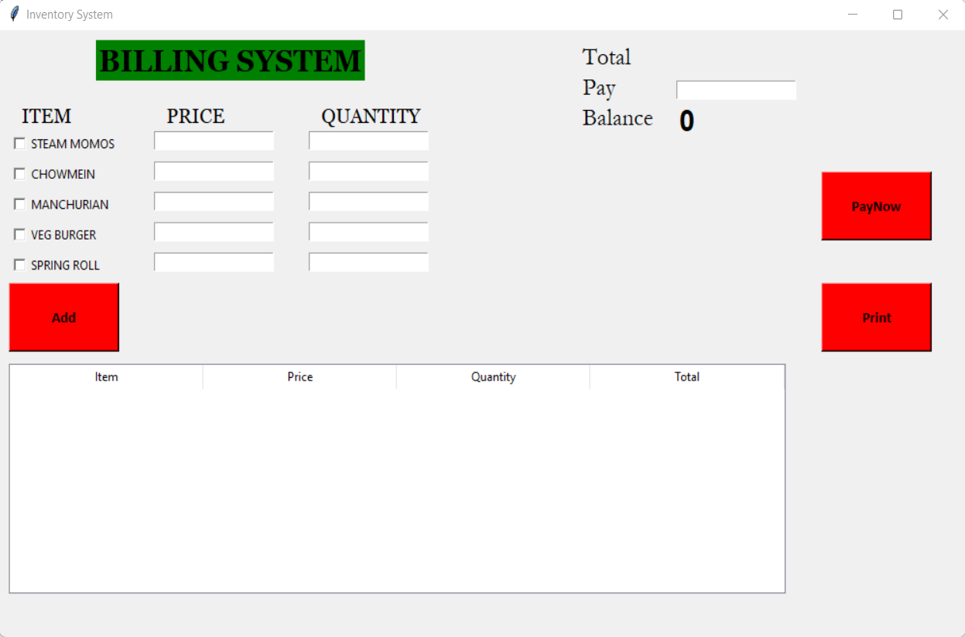 Inventory System
BILLING SYSTEM
Total
Pay
Balance 0
ITEM PRICE QUANTITY
STEAM MOMOS
CHOWMEIN
MANCHURIAN
VEG BURGER
SPRING ROLL
PayNow
Add
Print
Item Price Quantity Total